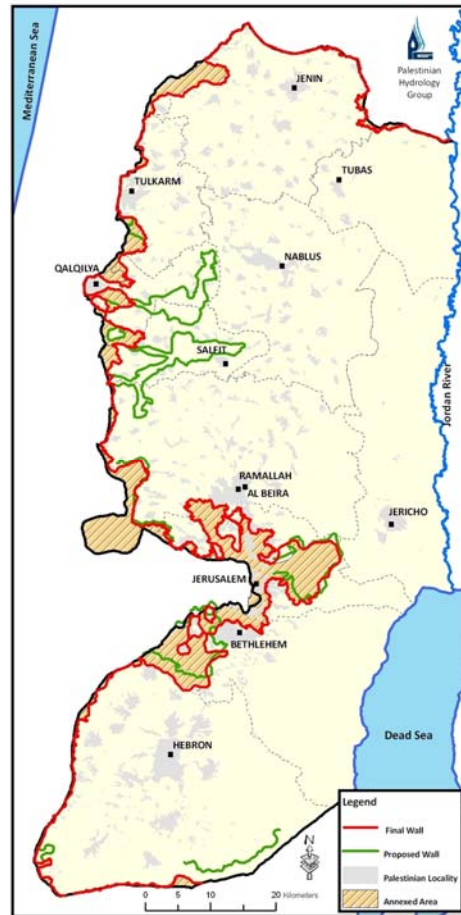 Mediterranean Sea
Palestinian
Hydrology
Group
JENIN
TUBAS
TULKARM
NABLUS
QALQILYA
SALFIT
Jordan River
RAMALLAH
AL BEIRA
JERICHO
JERUSALEM
BETHLEHEM
Dead Sea
HEBRON
Legend
Final Wall
Proposed Wall
Palestinian Locality
Annexed Area
N
0 5 10 20 Kilometers